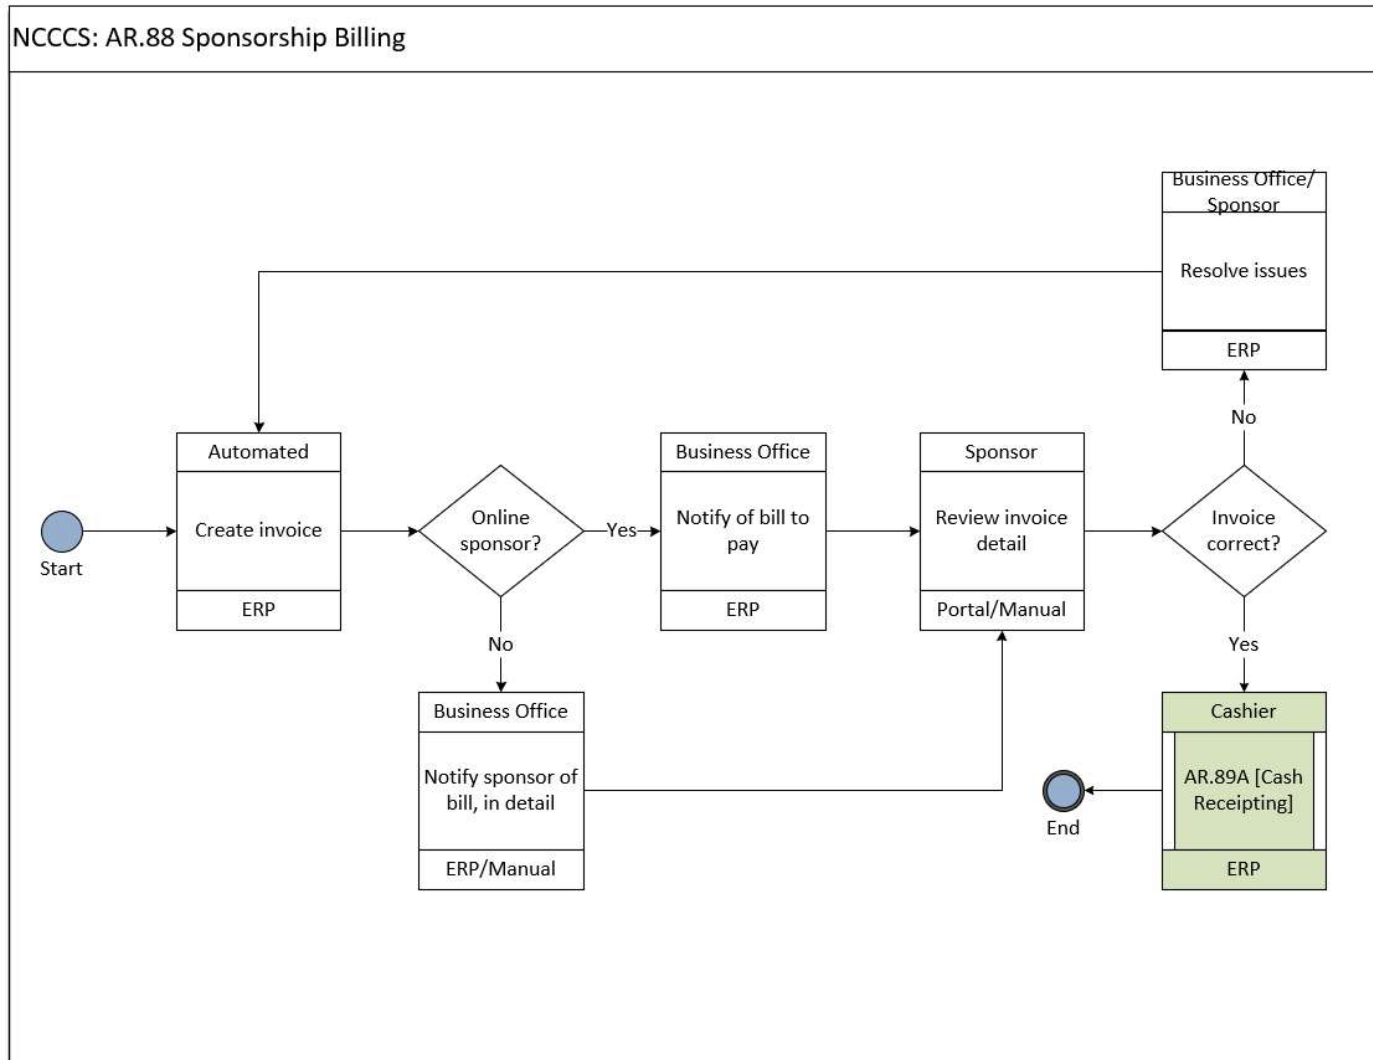 NCCCS: AR.88 Sponsorship Billing
Business Office/
Sponsor
Resolve issues
ERP
No
Start
Automated
Create invoice
ERP
Online
sponsor?
Yes
Business Office
Notify of bill to
pay
ERP
Sponsor
Review invoice
detail
Portal/Manual
Invoice
correct?
No
Yes
Business Office
Notify sponsor of
bill, in detail
ERP/Manual
End
Cashier
AR.89A [Cash
Receipting]
ERP